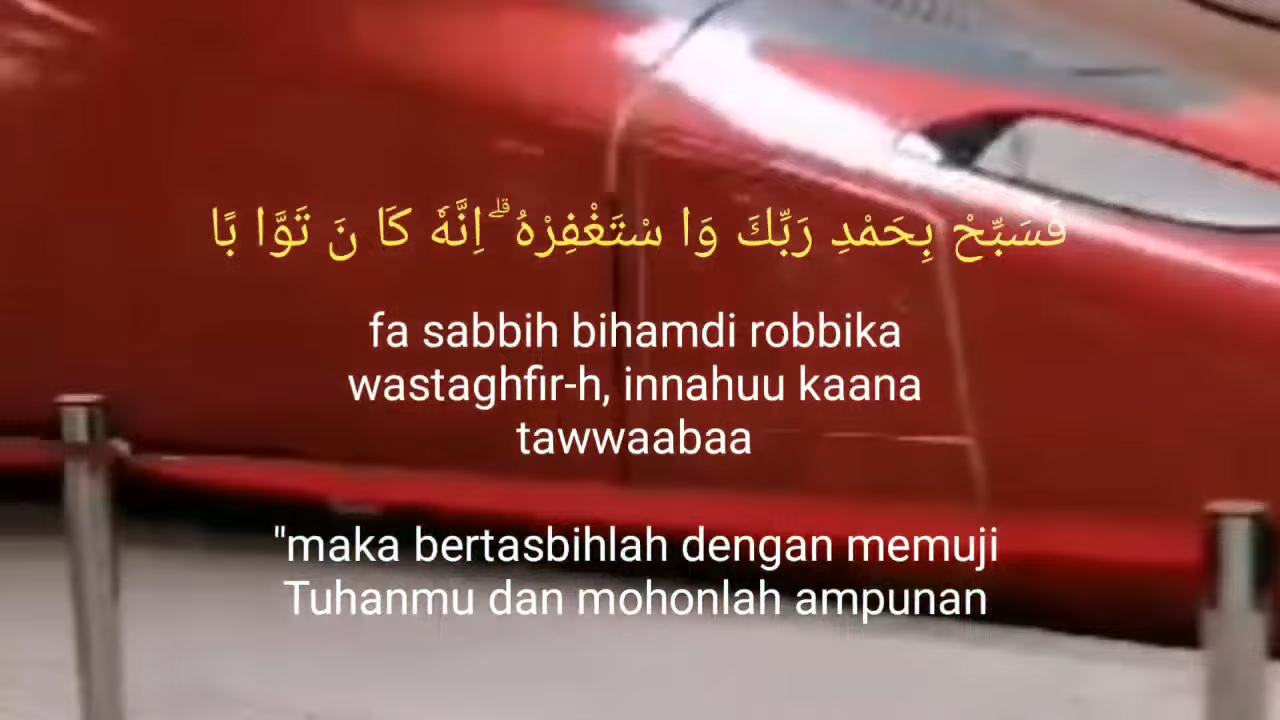 فَسَبِّحْ بِحَمْدِ رَبِّكَ وَا سْتَغْفِرْهُ ۗ اِنَّهٗ كَا نَ تَوَّا بًا
fa sabbih bihamdi robbika
wastaghfir-h, innahuu kaana
tawwaabaa
"maka bertasbihlah dengan memuji
Tuhanmu dan mohonlah ampunan